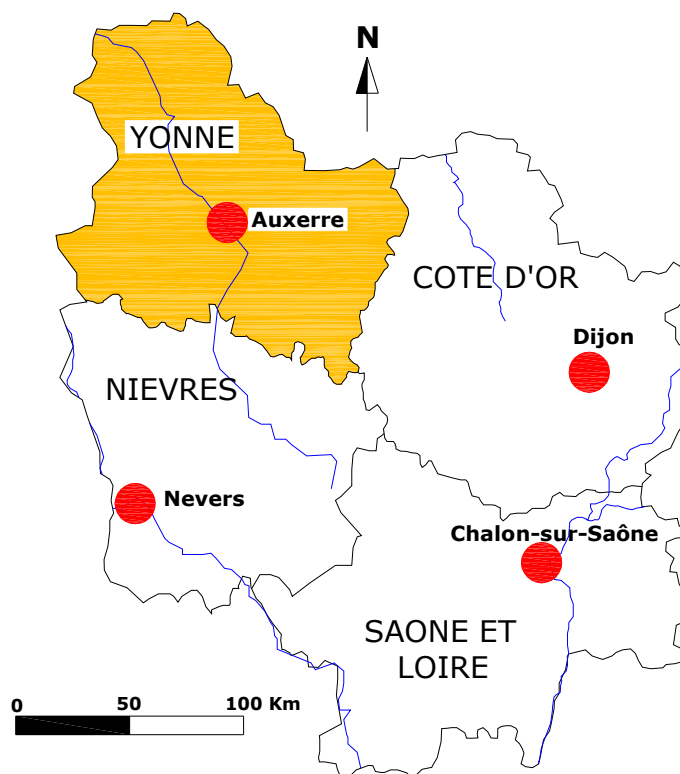 N
YONNE
Auxerre
COTE D'OR
Dijon
NIEVRES
Nevers
Chalon-sur-Saône
SAONE ET
LOIRE
0 50 100 Km